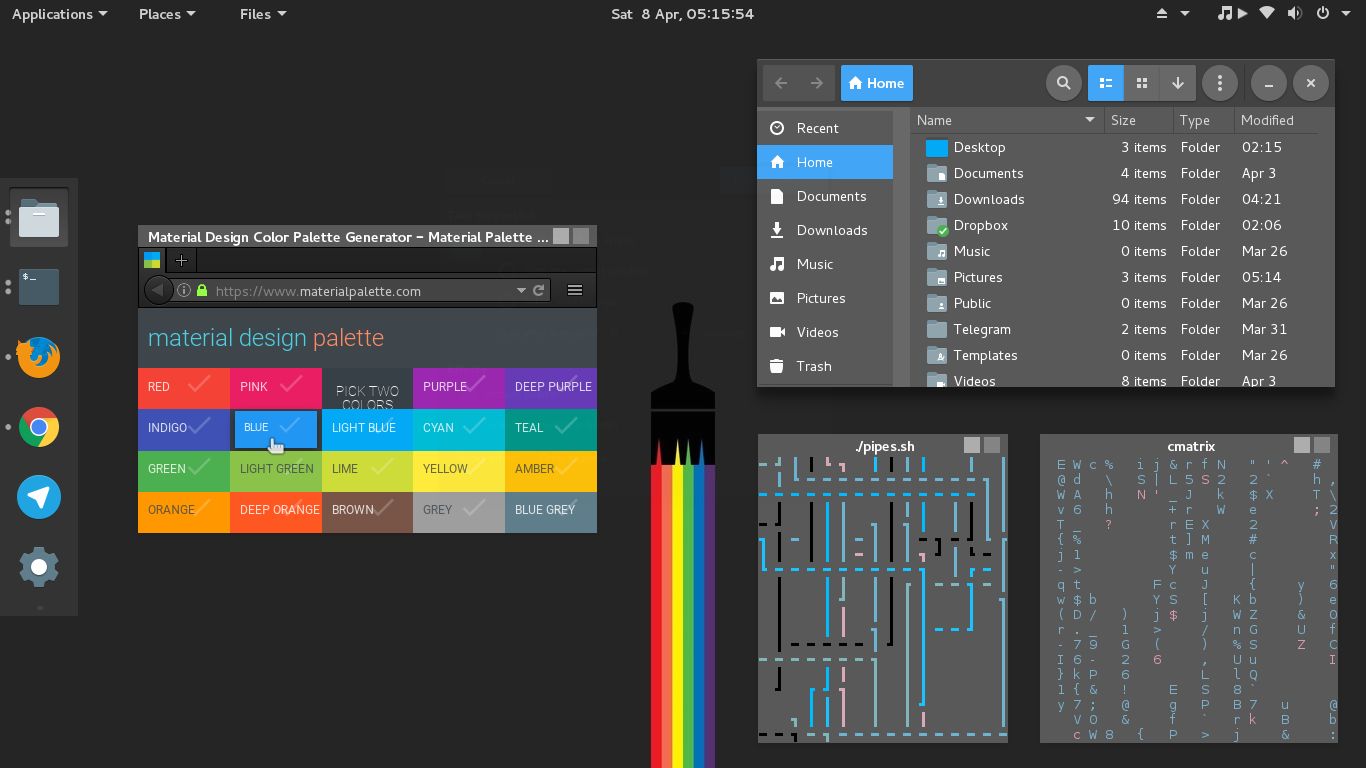 Applications Places Files Sat 8 Apr, 05:15:54
Home
Name Size Type Modified
Recent
Home
Documents
Downloads
Music
Pictures
Videos
Trash
Desktop 3 items Folder 02:15
Documents 4 items Folder Apr 3
Downloads 94 items Folder 04:21
Dropbox 10 items Folder 02:06
Music 0 items Folder Mar 26
Pictures 3 items Folder 05:14
Public 0 items Folder Mar 26
Telegram 2 items Folder Mar 31
Templates 0 items Folder Mar 26
Videos 8 items Folder Apr 3
$_
Material Design Color Palette Generator – Material Palette ...
https://www.materialpalette.com
material design palette
RED PINK PICK TWO COLORS PURPLE DEEP PURPLE
INDIGO BLUE LIGHT BLUE CYAN TEAL
GREEN LIGHT GREEN LIME YELLOW AMBER
ORANGE DEEP ORANGE BROWN GREY BLUE GREY
./pipes.sh
cmatrix